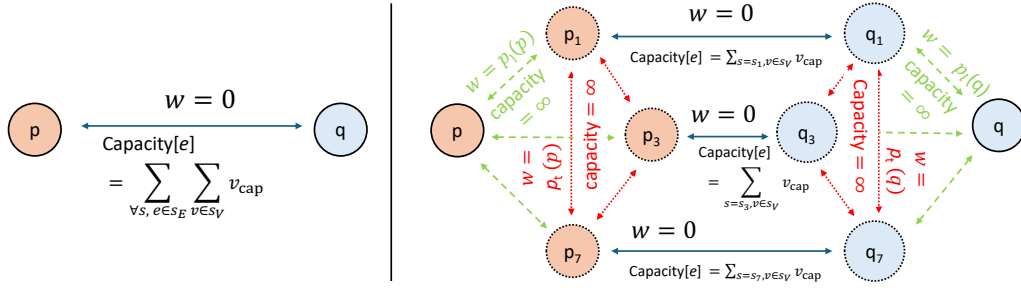 w = 0
p
q
Capacity[e]
= ∑ ∑ v_cap
∀s, e∈s_E v∈s_V
w = 0
p_1
q_1
Capacity[e] = ∑_{s=s_1,v∈s_V} v_cap
w = p_l(p)
capacity
= ∞
w = p_l(q)
capacity
= ∞
w = 0
p
p_3
q_3
q
Capacity[e]
= ∑ v_cap
s=s_3,v∈s_V
w =
p_t(p)
capacity = ∞
Capacity = ∞
w =
p_t(q)
w = 0
p_7
q_7
Capacity[e] = ∑_{s=s_7,v∈s_V} v_cap